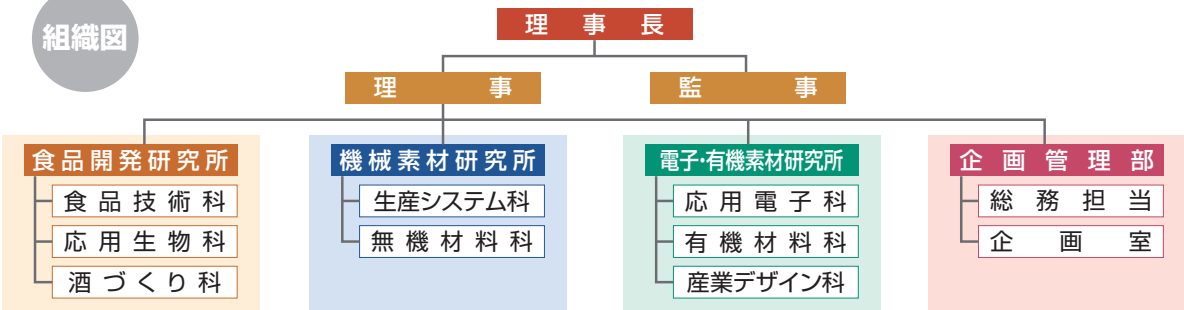 組織図
理事長
理事
監事
食品開発研究所
食品技術科
応用生物科
酒づくり科
機械素材研究所
生産システム科
無機材料科
電子・有機素材研究所
応用電子科
有機材料科
産業デザイン科
企画管理部
総務担当
企画室